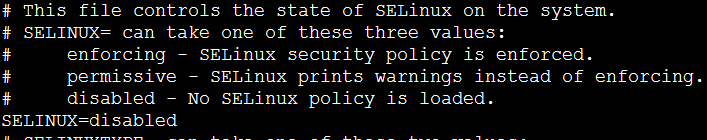 # This file controls the state of SELinux on the system.
# SELINUX= can take one of these three values:
#     enforcing - SELinux security policy is enforced.
#     permissive - SELinux prints warnings instead of enforcing.
#     disabled - No SELinux policy is loaded.
SELINUX=disabled
# SELINUXTYPE= can take one of these two values: